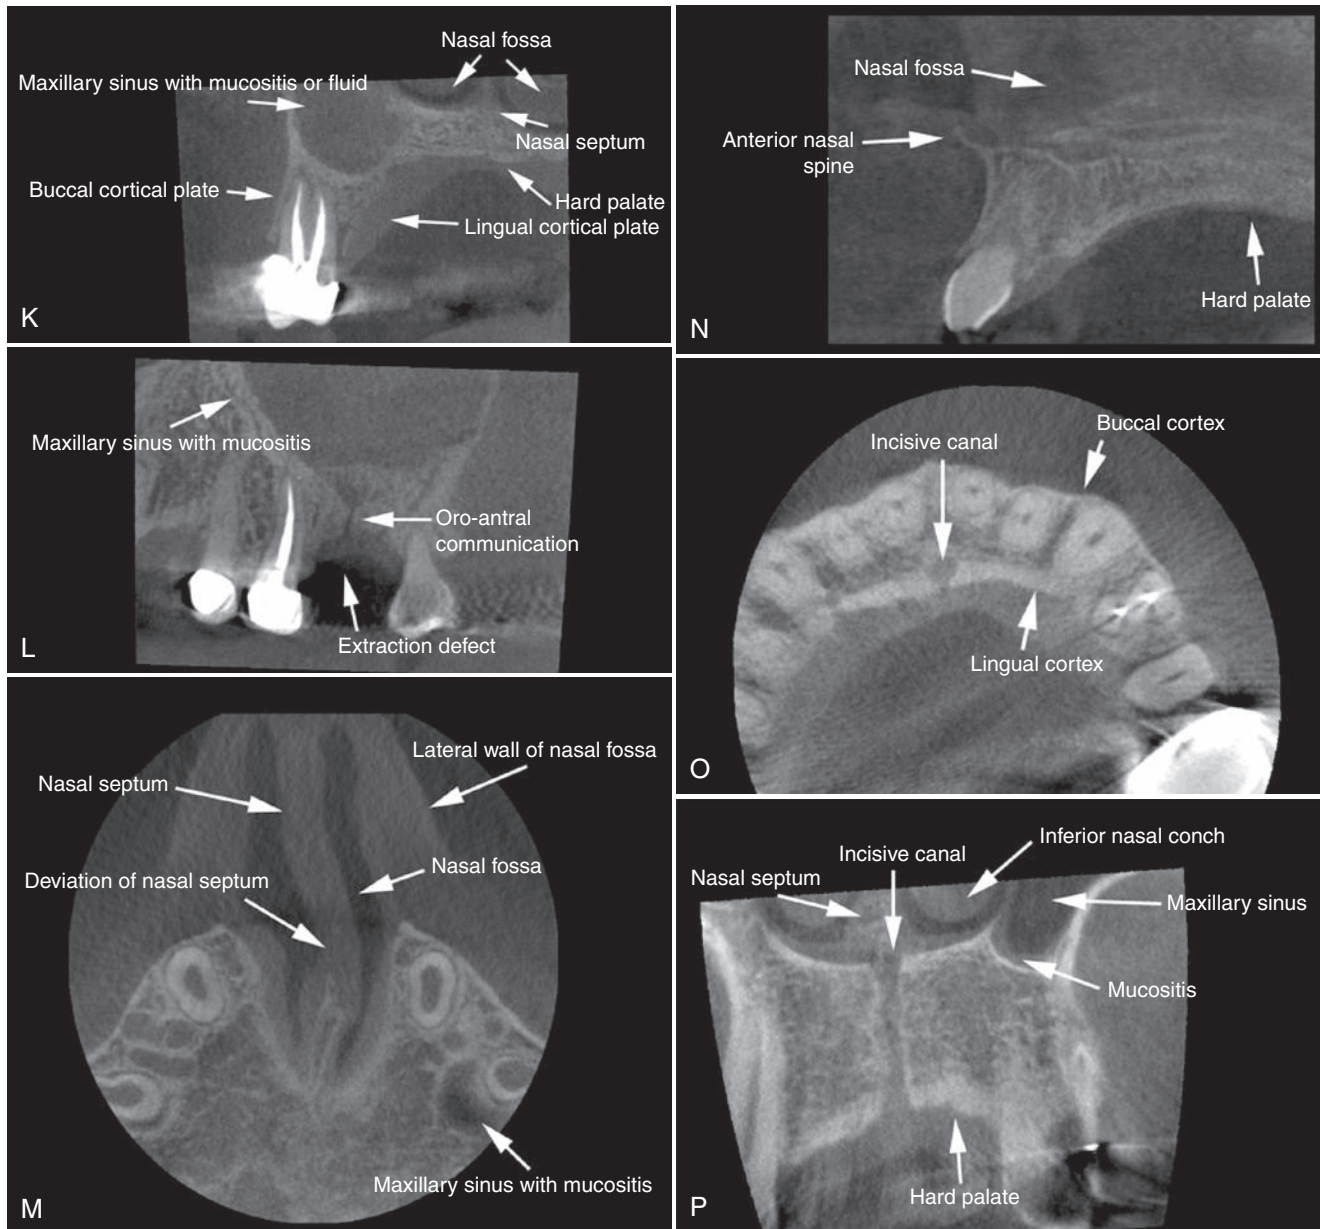 Nasal fossa
Maxillary sinus with mucositis or fluid
Nasal septum
Buccal cortical plate
Hard palate
Lingual cortical plate
K
Maxillary sinus with mucositis
Oro-antral
communication
Extraction defect
L
Lateral wall of nasal fossa
Nasal septum
Nasal fossa
Deviation of nasal septum
Maxillary sinus with mucositis
M
Nasal fossa
Anterior nasal
spine
Hard palate
N
Buccal cortex
Incisive canal
Lingual cortex
O
Inferior nasal conch
Incisive canal
Nasal septum
Maxillary sinus
Mucositis
Hard palate
P